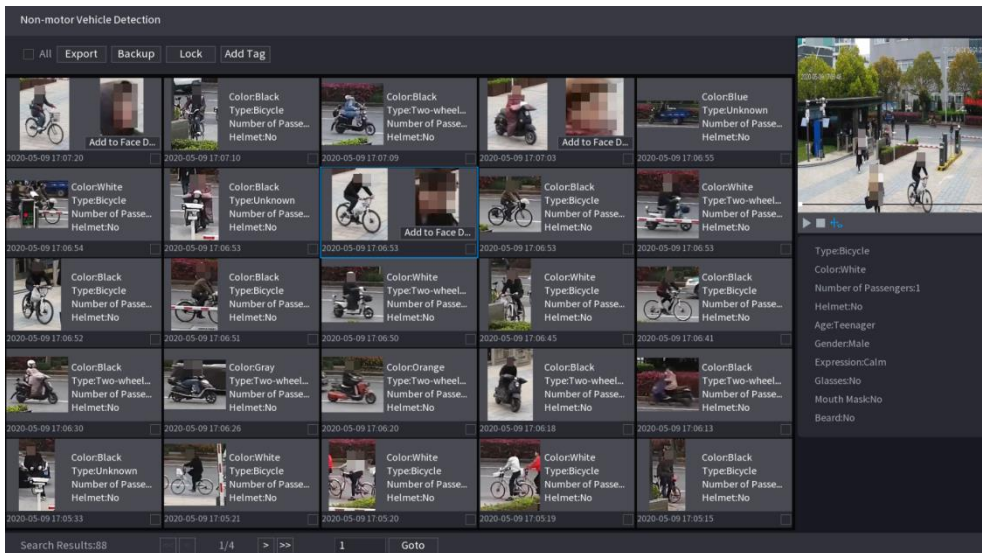 Non-motor Vehicle Detection
All Export Backup Lock Add Tag
Add to Face D...
2020-05-09 17:07:20
Color:Black
Type:Bicycle
Number of Passe...
Helmet:No
2020-05-09 17:07:10
Color:Black
Type:Two-wheel...
Number of Passe...
Helmet:No
2020-05-09 17:07:09
Add to Face D...
2020-05-09 17:07:03
Color:Blue
Type:Unknown
Number of Passe...
Helmet:No
2020-05-09 17:06:55
Color:White
Type:Bicycle
Number of Passe...
Helmet:No
2020-05-09 17:06:54
Color:Black
Type:Unknown
Number of Passe...
Helmet:No
2020-05-09 17:06:53
Add to Face D...
2020-05-09 17:06:53
Color:Black
Type:Bicycle
Number of Passe...
Helmet:No
2020-05-09 17:06:53
Color:White
Type:Two-wheel...
Number of Passe...
Helmet:No
2020-05-09 17:06:53
Color:Black
Type:Bicycle
Number of Passe...
Helmet:No
2020-05-09 17:06:52
Color:Black
Type:Bicycle
Number of Passe...
Helmet:No
2020-05-09 17:06:51
Color:White
Type:Two-wheel...
Number of Passe...
Helmet:No
2020-05-09 17:06:50
Color:White
Type:Bicycle
Number of Passe...
Helmet:No
2020-05-09 17:06:45
Color:Black
Type:Bicycle
Number of Passe...
Helmet:No
2020-05-09 17:06:41
Color:Black
Type:Two-wheel...
Number of Passe...
Helmet:No
2020-05-09 17:06:30
Color:Gray
Type:Two-wheel...
Number of Passe...
Helmet:No
2020-05-09 17:06:26
Color:Orange
Type:Two-wheel...
Number of Passe...
Helmet:No
2020-05-09 17:06:20
Color:Black
Type:Two-wheel...
Number of Passe...
Helmet:No
2020-05-09 17:06:18
Color:Black
Type:Two-wheel...
Number of Passe...
Helmet:No
2020-05-09 17:06:13
Color:Black
Type:Unknown
Number of Passe...
Helmet:No
2020-05-09 17:05:33
Color:White
Type:Bicycle
Number of Passe...
Helmet:No
2020-05-09 17:05:21
Color:White
Type:Bicycle
Number of Passe...
Helmet:No
2020-05-09 17:05:20
Color:White
Type:Bicycle
Number of Passe...
Helmet:No
2020-05-09 17:05:19
Color:Black
Type:Bicycle
Number of Passe...
Helmet:No
2020-05-09 17:05:15
Type:Bicycle
Color:White
Number of Passengers:1
Helmet:No
Age:Teenager
Gender:Male
Expression:Calm
Glasses:No
Mouth Mask:No
Beard:No
Search Results:88
1/4 > >> 1 Goto